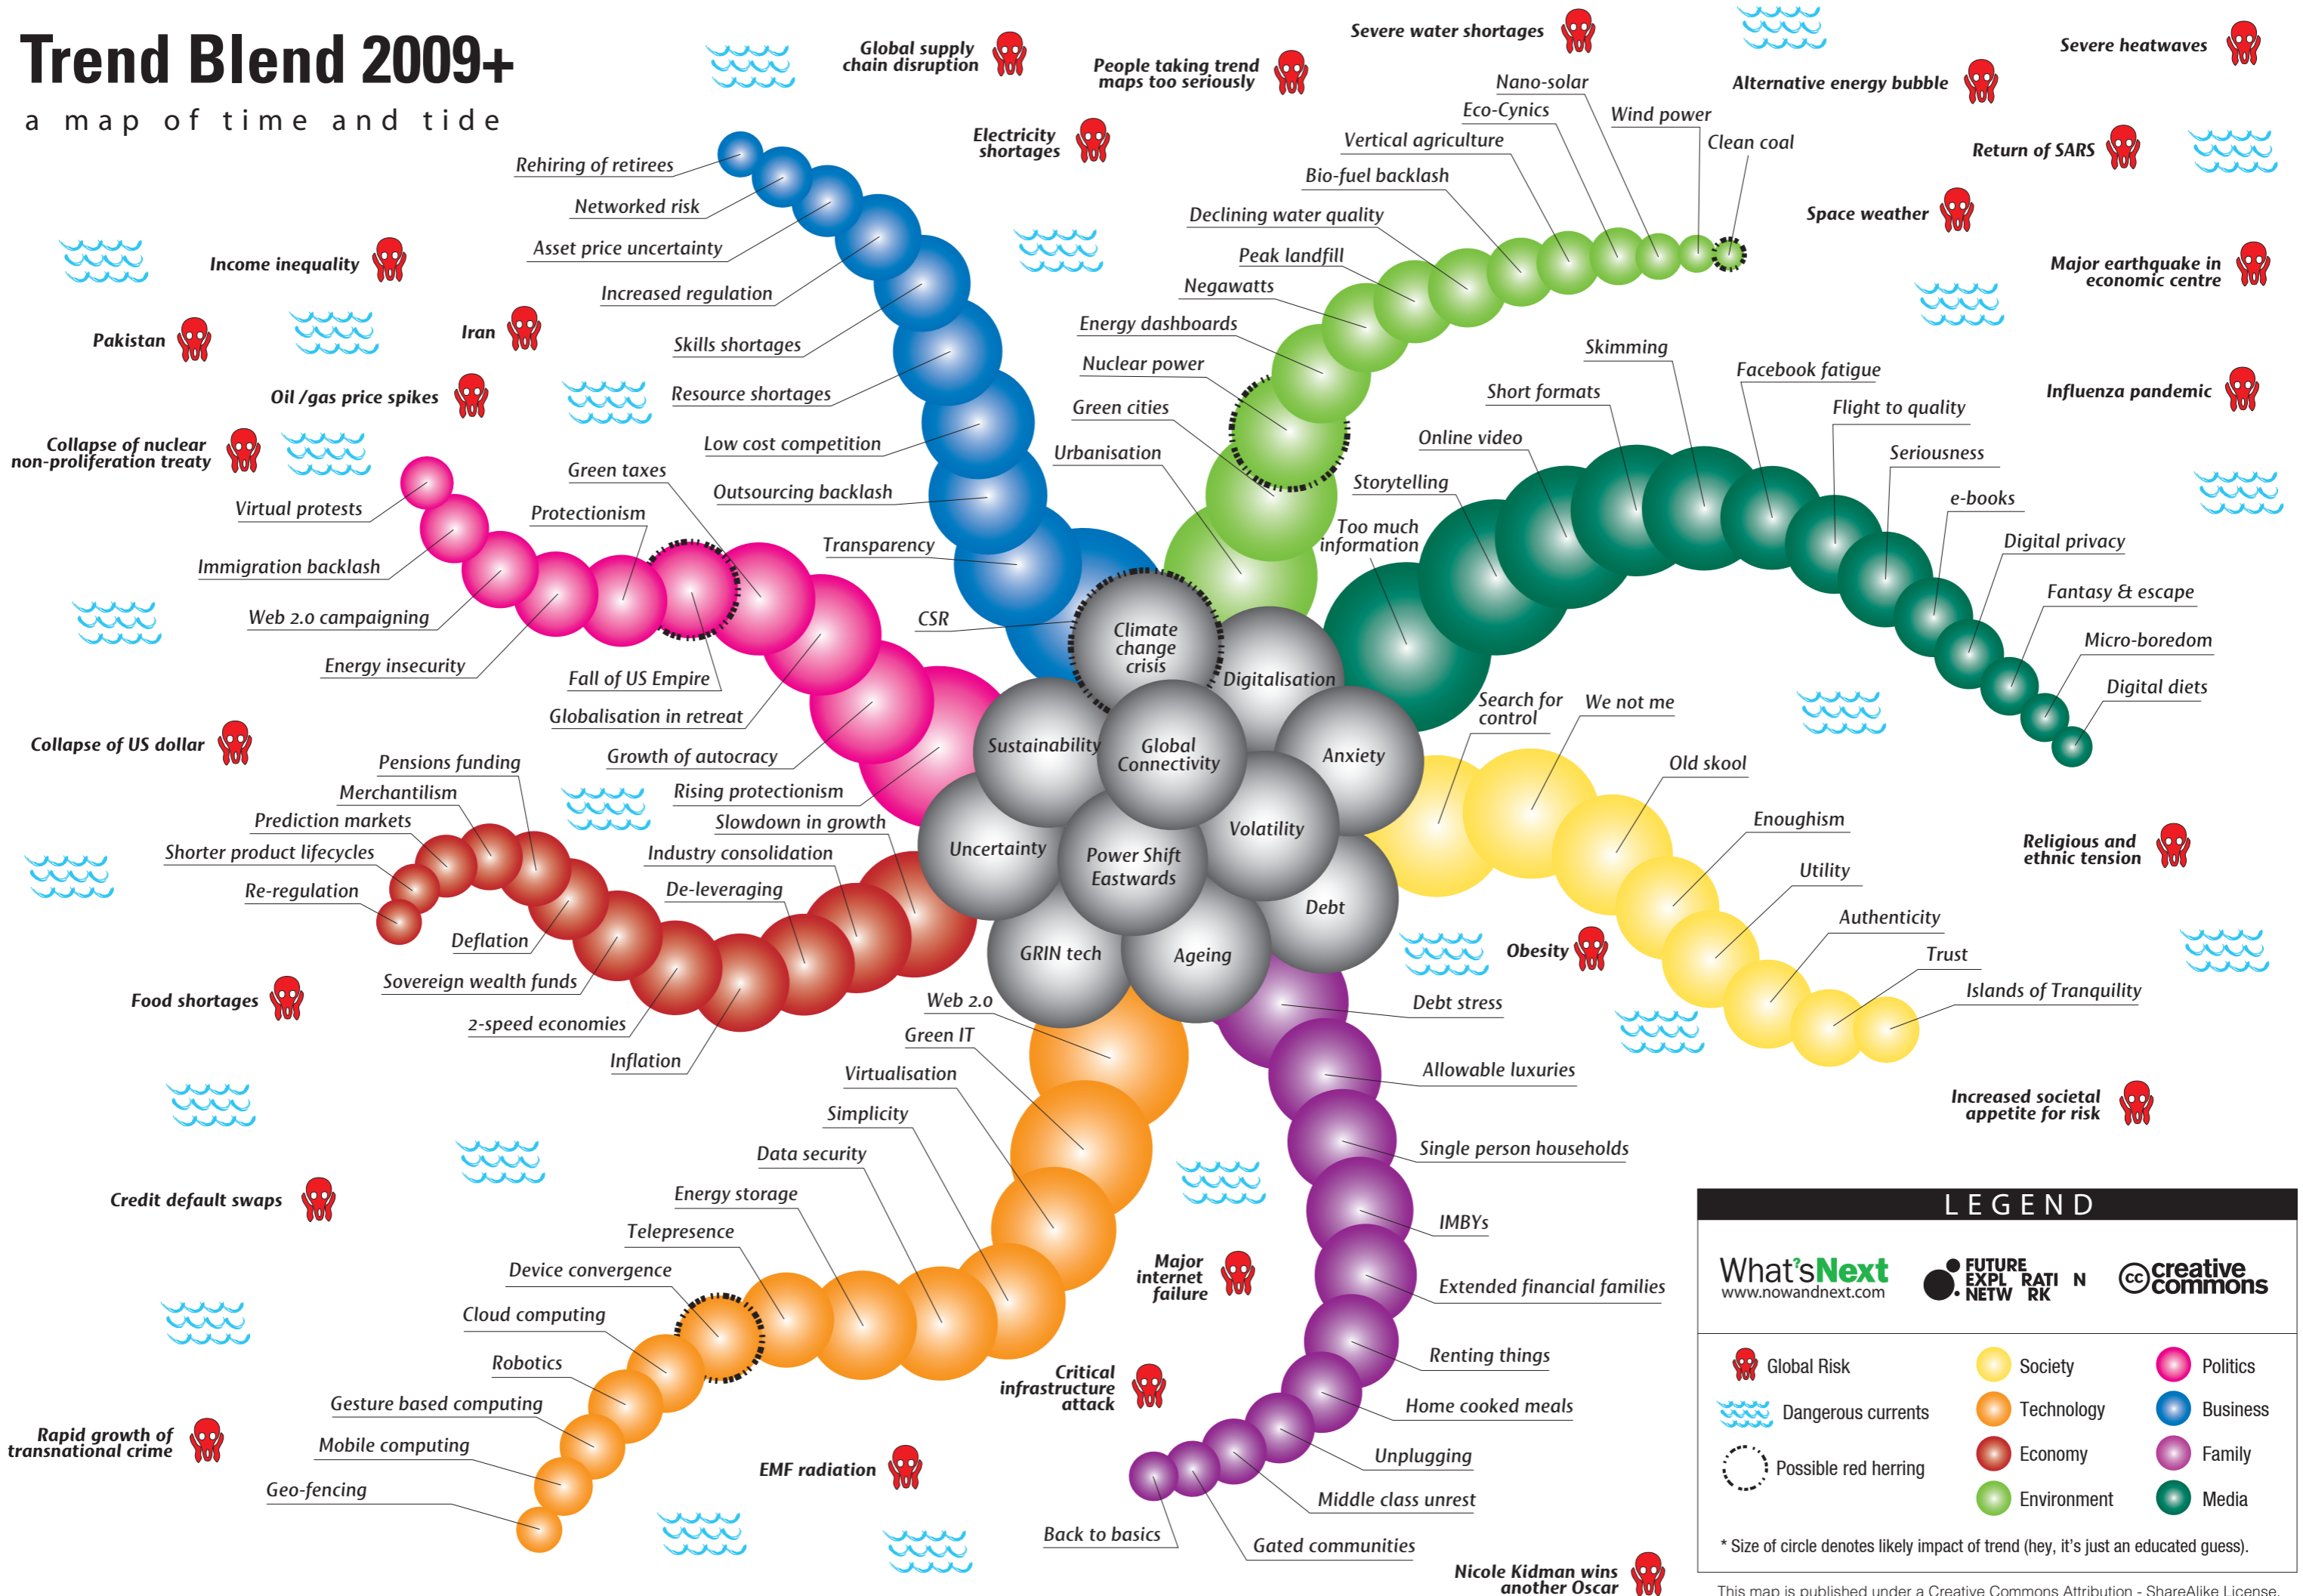 Trend Blend 2009+
a map of time and tide
Global supply
chain disruption
People taking trend
maps too seriously
Severe water shortages
Alternative energy bubble
Severe heatwaves
Electricity
shortages
Return of SARS
Space weather
Major earthquake in
economic centre
Influenza pandemic
Income inequality
Pakistan
Iran
Oil /gas price spikes
Collapse of nuclear
non-proliferation treaty
Rehiring of retirees
Networked risk
Asset price uncertainty
Increased regulation
Skills shortages
Resource shortages
Low cost competition
Outsourcing backlash
Transparency
CSR
Nano-solar
Eco-Cynics
Wind power
Clean coal
Vertical agriculture
Bio-fuel backlash
Declining water quality
Peak landfill
Negawatts
Energy dashboards
Nuclear power
Green cities
Urbanisation
Skimming
Facebook fatigue
Short formats
Flight to quality
Online video
Seriousness
Storytelling
e-books
Too much
information
Digital privacy
Fantasy & escape
Micro-boredom
Digital diets
Green taxes
Virtual protests
Protectionism
Immigration backlash
Web 2.0 campaigning
Energy insecurity
Fall of US Empire
Globalisation in retreat
Growth of autocracy
Rising protectionism
Climate
change
crisis
Digitalisation
Sustainability
Global
Connectivity
Anxiety
Uncertainty
Power Shift
Eastwards
Volatility
Debt
GRIN tech
Ageing
Search for
control
We not me
Old skool
Enoughism
Utility
Authenticity
Trust
Islands of Tranquility
Collapse of US dollar
Pensions funding
Merchantilism
Prediction markets
Shorter product lifecycles
Re-regulation
Slowdown in growth
Industry consolidation
De-leveraging
Deflation
Sovereign wealth funds
2-speed economies
Inflation
Religious and
ethnic tension
Obesity
Increased societal
appetite for risk
Food shortages
Credit default swaps
Rapid growth of
transnational crime
Web 2.0
Green IT
Virtualisation
Simplicity
Data security
Energy storage
Telepresence
Device convergence
Cloud computing
Robotics
Gesture based computing
Mobile computing
Geo-fencing
Debt stress
Allowable luxuries
Single person households
IMBYs
Extended financial families
Renting things
Home cooked meals
Unplugging
Middle class unrest
Gated communities
Back to basics
Major
internet
failure
Critical
infrastructure
attack
EMF radiation
Nicole Kidman wins
another Oscar
LEGEND
What'sNext
?
www.nowandnext.com
FUTURE
EXPL RATI N
NETW RK
cc creative
commons
Global Risk
Dangerous currents
Possible red herring
Society
Technology
Economy
Environment
Politics
Business
Family
Media
* Size of circle denotes likely impact of trend (hey, it's just an educated guess).
This map is published under a Creative Commons Attribution - ShareAlike License.